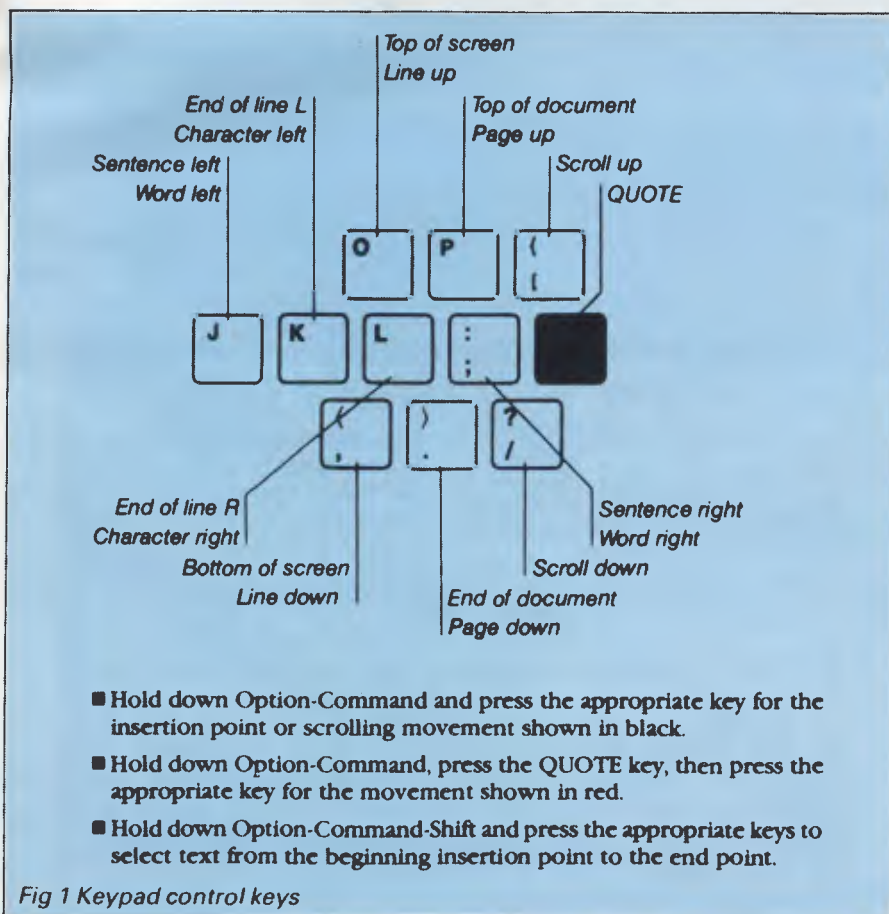 Top of screen
Line up
End of line L
Character left
Top of document
Page up
Sentence left
Word left
Scroll up
QUOTE
O
P
{
[
J
K
L
:
;
⟨
,
⟩
.
?
/
End of line R
Character right
Sentence right
Word right
Bottom of screen
Line down
Scroll down
End of document
Page down
■ Hold down Option-Command and press the appropriate key for the
insertion point or scrolling movement shown in black.
■ Hold down Option-Command, press the QUOTE key, then press the
appropriate key for the movement shown in red.
■ Hold down Option-Command-Shift and press the appropriate keys to
select text from the beginning insertion point to the end point.
Fig 1 Keypad control keys